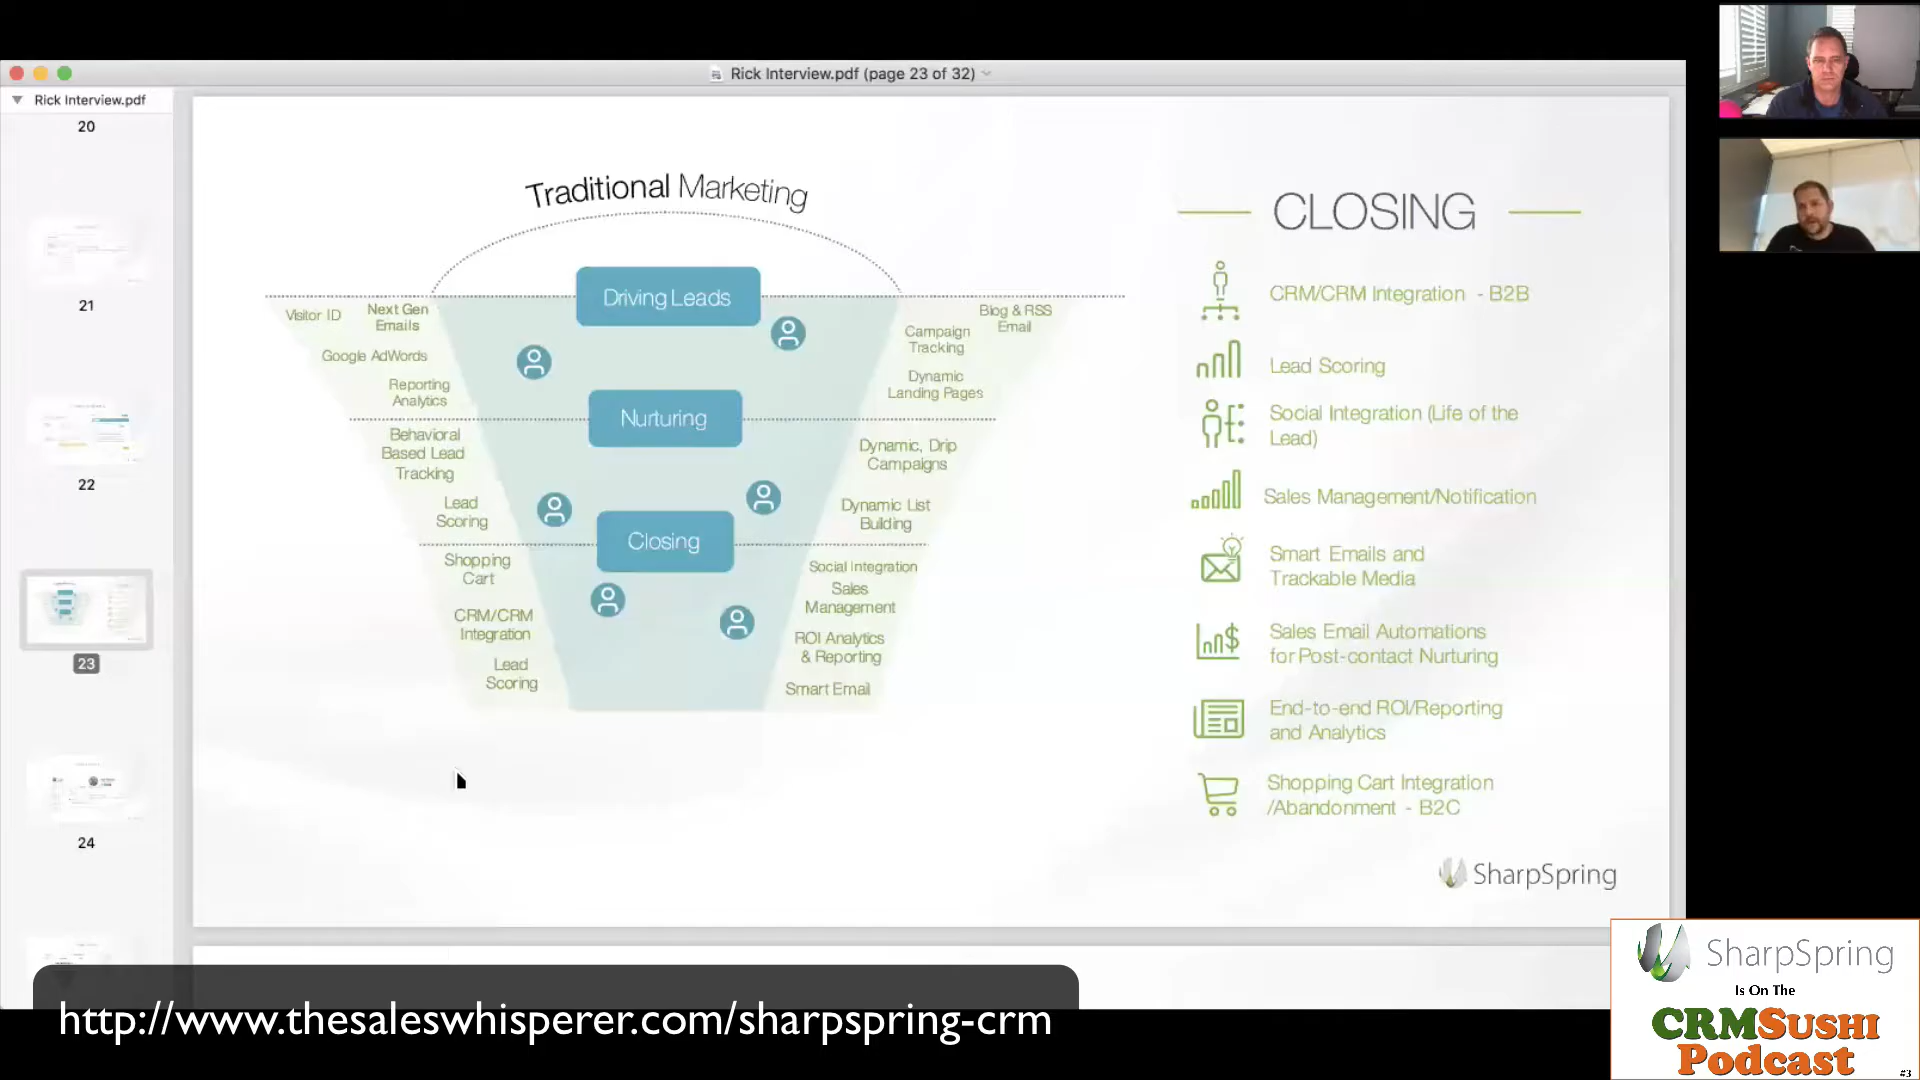 Rick Interview.pdf (page 23 of 32)
Rick Interview.pdf
20
21
22
23
24
Traditional Marketing
Driving Leads
Visitor ID
Next Gen
Emails
Google AdWords
Reporting
Analytics
Blog & RSS
Email
Campaign
Tracking
Dynamic
Landing Pages
Nurturing
Behavioral
Based Lead
Tracking
Lead
Scoring
Dynamic, Drip
Campaigns
Dynamic List
Building
Closing
Shopping
Cart
CRM/CRM
Integration
Lead
Scoring
Social Integration
Sales
Management
ROI Analytics
& Reporting
Smart Email
CLOSING
CRM/CRM Integration - B2B
Lead Scoring
Social Integration (Life of the
Lead)
Sales Management/Notification
Smart Emails and
Trackable Media
Sales Email Automations
for Post-contact Nurturing
End-to-end ROI/Reporting
and Analytics
Shopping Cart Integration
/Abandonment - B2C
SharpSpring
http://www.thesaleswhisperer.com/sharpspring-crm
SharpSpring
Is On The
CRMSUSHI
Podcast
#3